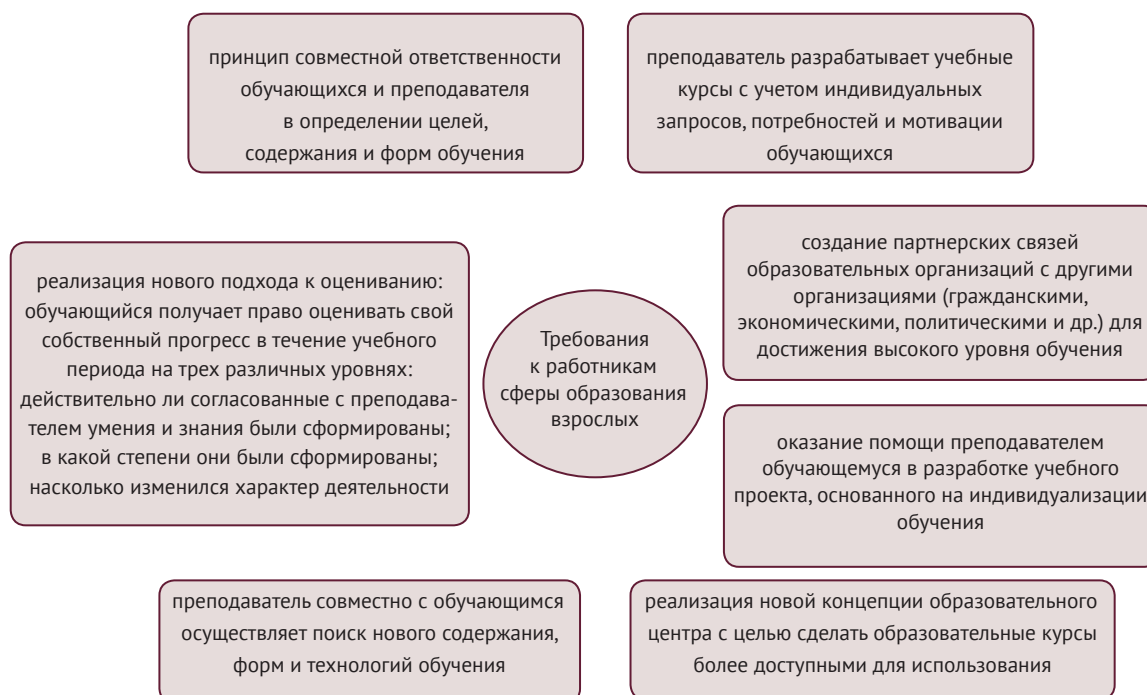 принцип совместной ответственности
обучающихся и преподавателя
в определении целей,
содержания и форм обучения
преподаватель разрабатывает учебные
курсы с учетом индивидуальных
запросов, потребностей и мотивации
обучающихся
реализация нового подхода к оцениванию:
обучающийся получает право оценивать свой
собственный прогресс в течение учебного
периода на трех различных уровнях:
действительно ли согласованные с преподава-
телем умения и знания были сформированы;
в какой степени они были сформированы;
насколько изменился характер деятельности
Требования
к работникам
сферы образования
взрослых
создание партнерских связей
образовательных организаций с другими
организациями (гражданскими,
экономическими, политическими и др.) для
достижения высокого уровня обучения
оказание помощи преподавателем
обучающемуся в разработке учебного
проекта, основанного на индивидуализации
обучения
преподаватель совместно с обучающимся
осуществляет поиск нового содержания,
форм и технологий обучения
реализация новой концепции образовательного
центра с целью сделать образовательные курсы
более доступными для использования